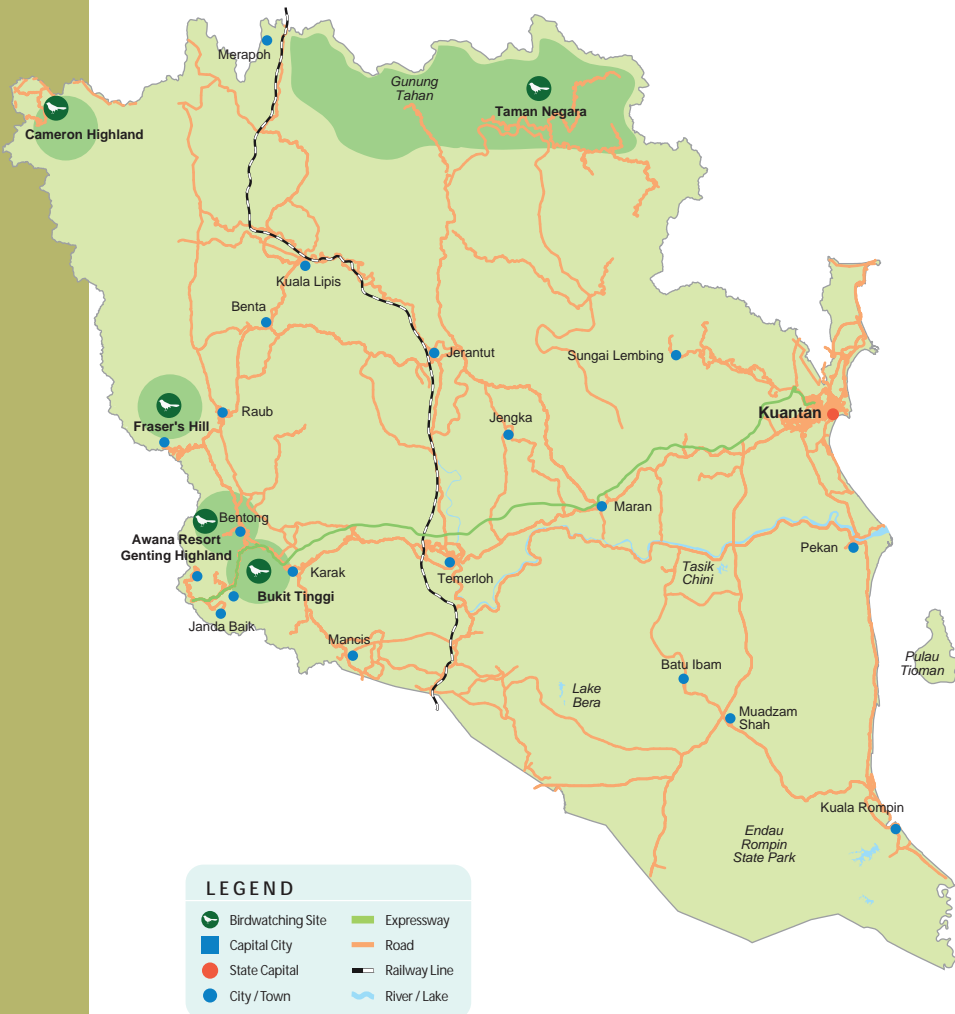 Merapoh
Gunung
Tahan
Taman Negara
Cameron Highland
Kuala Lipis
Benta
Jerantut
Sungai Lembing
Raub
Fraser's Hill
Jengka
Kuantan
Maran
Bentong
Awana Resort
Genting Highland
Karak
Bukit Tinggi
Janda Baik
Temerloh
Tasik
Chini
Pekan
Mancis
Batu Ibam
Pulau
Tioman
Lake
Bera
Muadzam
Shah
Kuala Rompin
Endau
Rompin
State Park
LEGEND
Birdwatching Site
Capital City
State Capital
City / Town
Expressway
Road
Railway Line
River / Lake